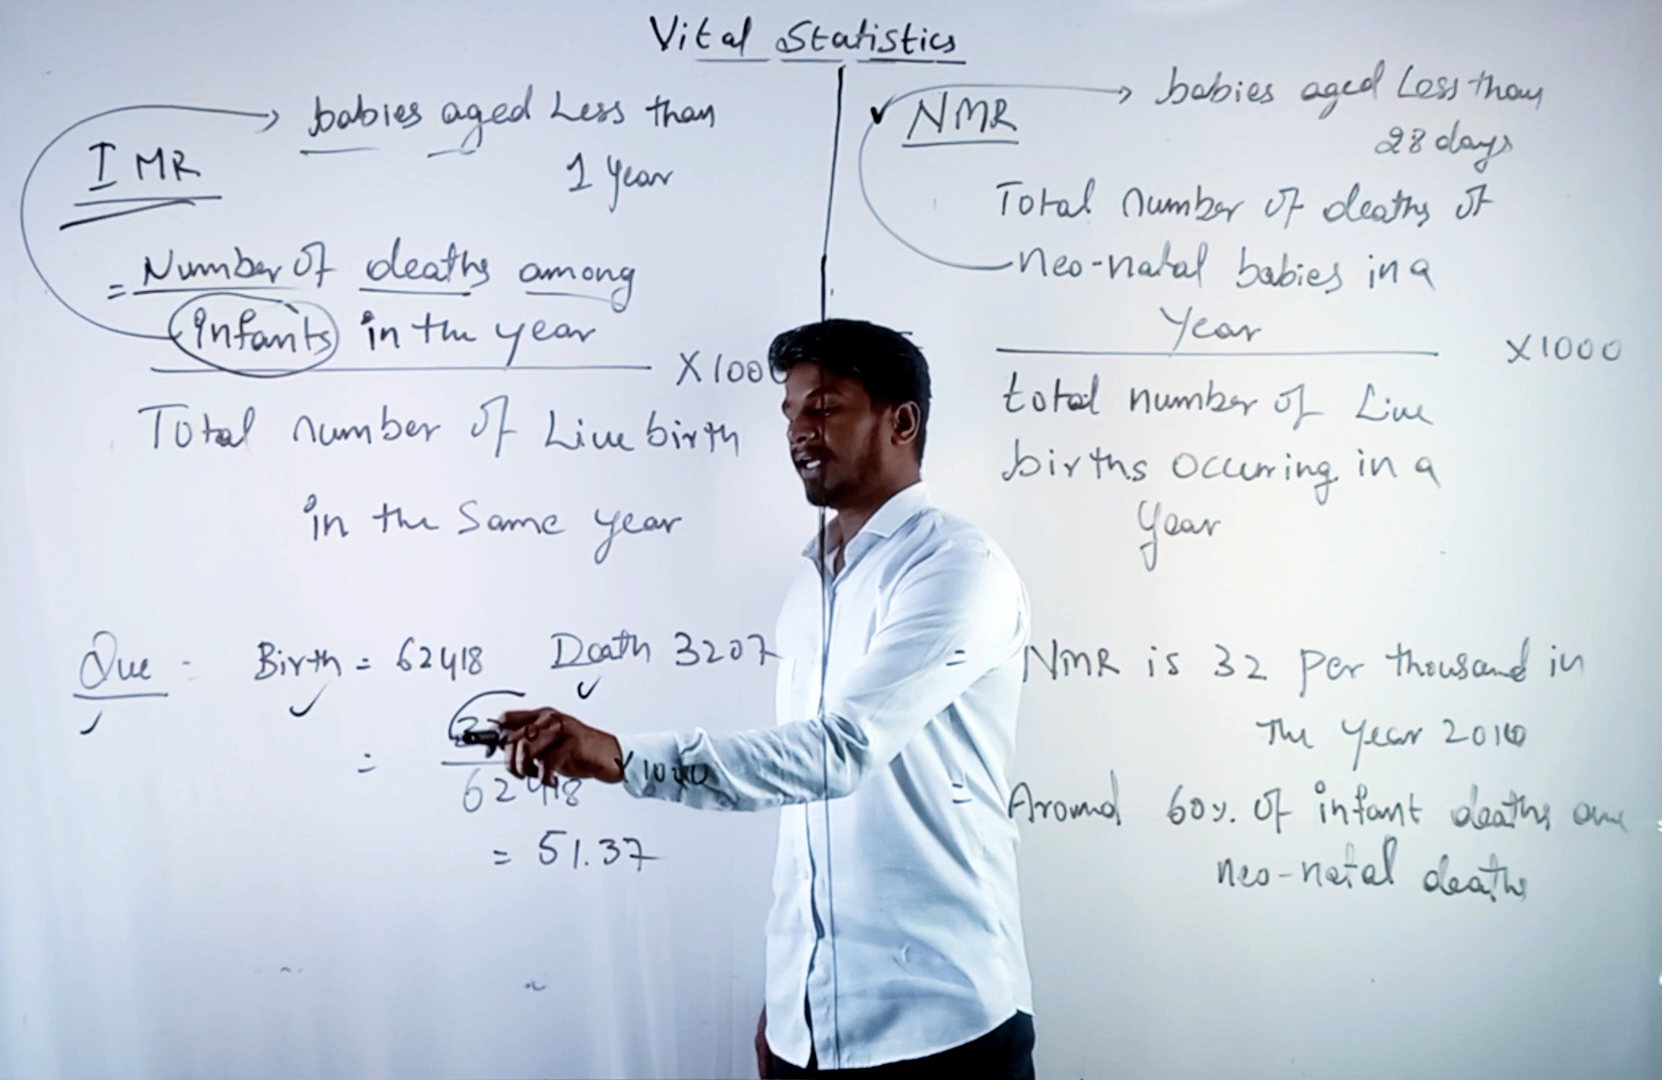 Vital Statistics
babies aged Less than
1 year
IMR
= Number of deaths among
infants in the year
X 100
Total number of Live birth
in the same year
Que : Birth = 62418 Death 3207
=
62418
X 1000
= 51.37
NMR
babies aged Less than
28 days
Total number of deaths of
neo-natal babies in a
year
X1000
total number of Live
births occurring in a
year
= NMR is 32 per thousand in
The year
= Around 60% of infant deaths are
neo-natal deaths